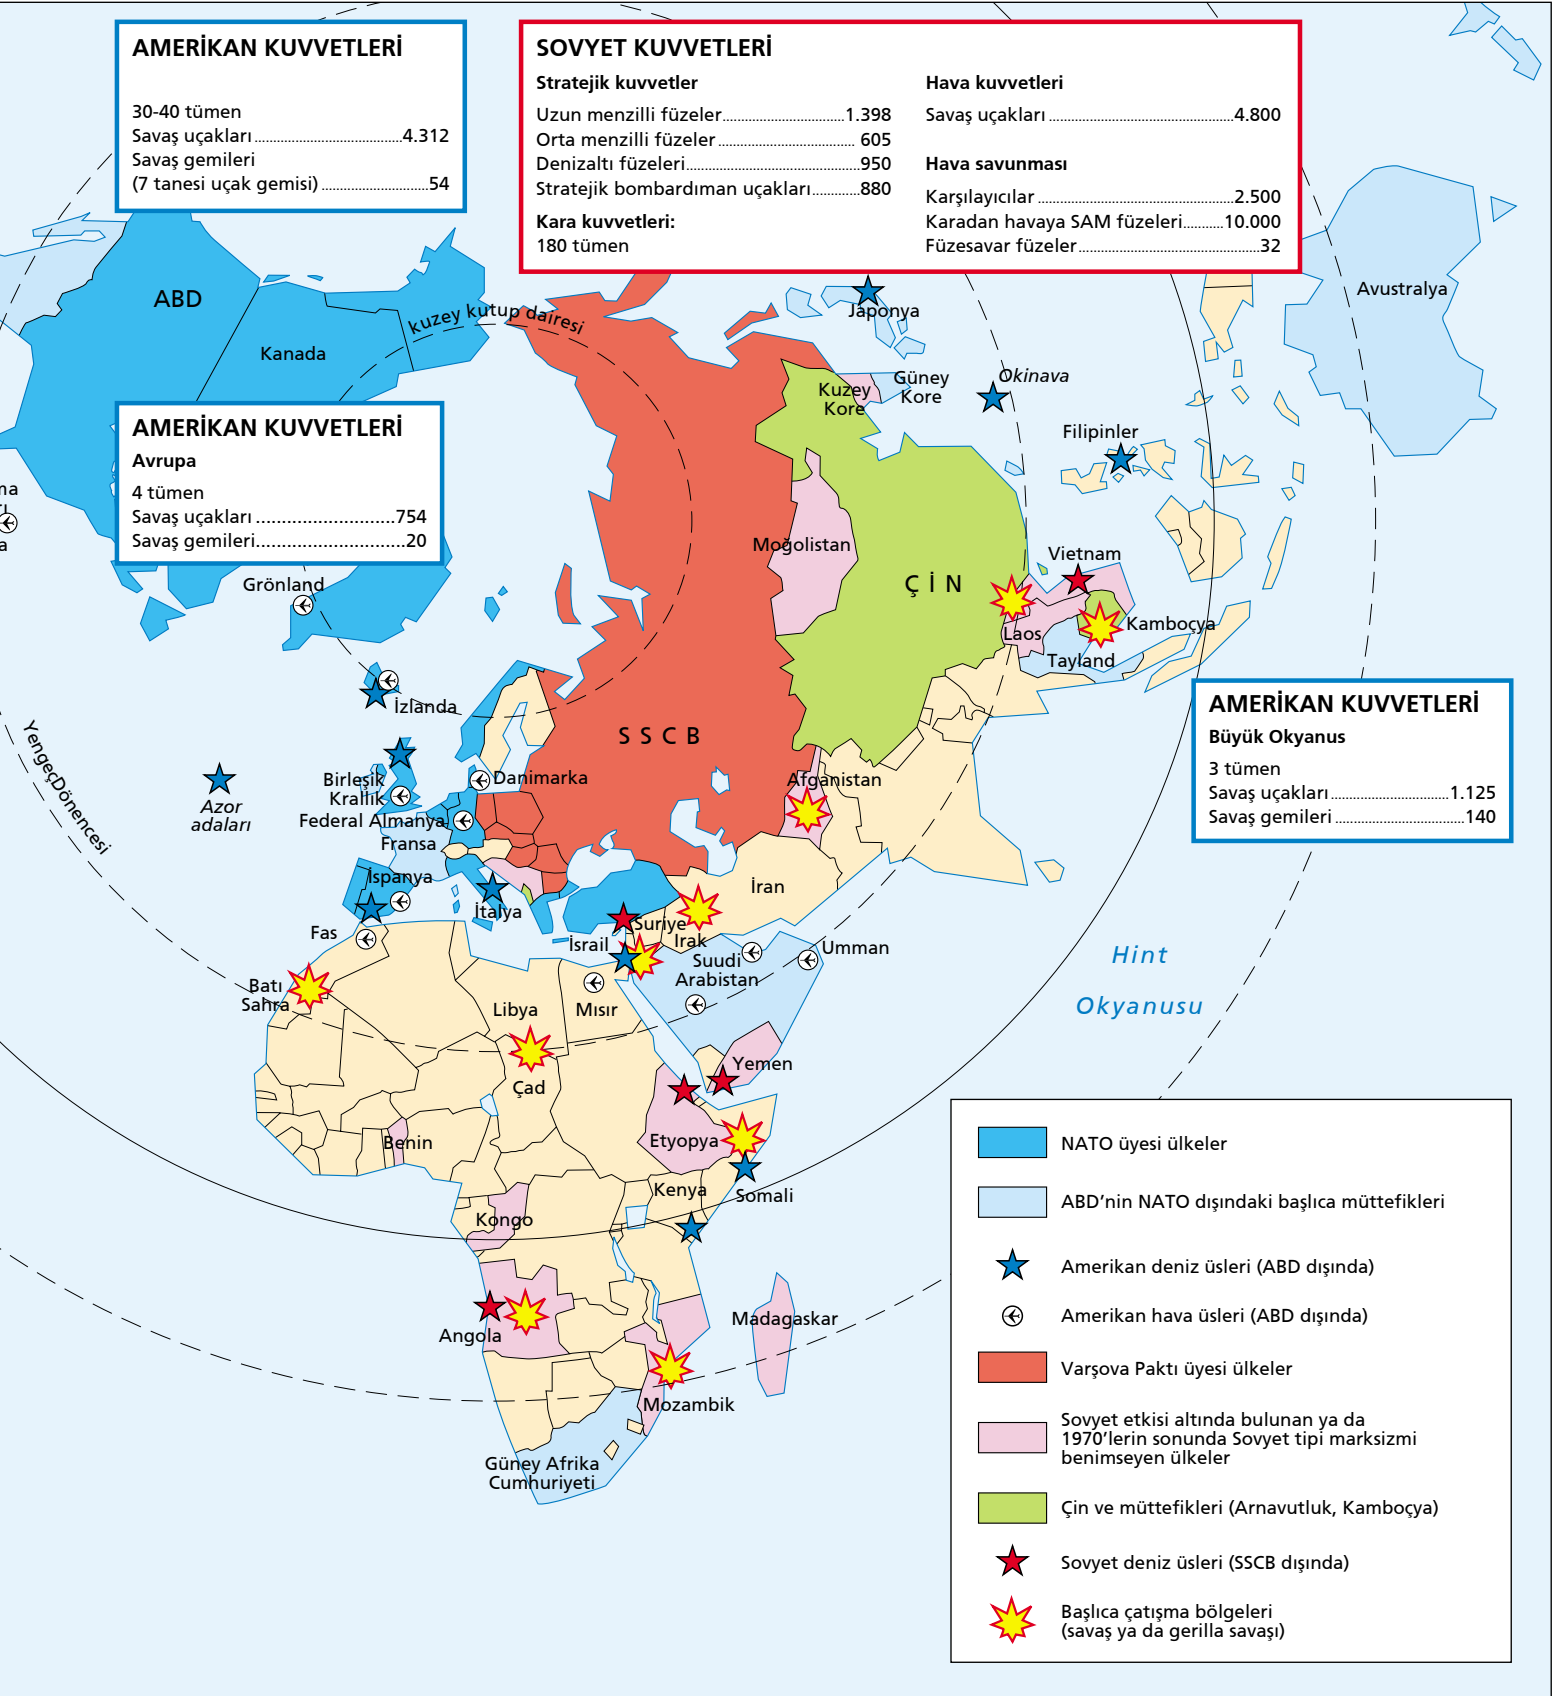 AMERİKAN KUVVETLERİ
30-40 tümen
Savaş uçakları ........................................4.312
Savaş gemileri
(7 tanesi uçak gemisi) .............................54
SOVYET KUVVETLERİ
Stratejik kuvvetler
Uzun menzilli füzeler.................................1.398
Orta menzilli füzeler ..................................... 605
Denizaltı füzeleri...............................................950
Stratejik bombardıman uçakları.............880
Kara kuvvetleri:
180 tümen
Hava kuvvetleri
Savaş uçakları ..................................................4.800
Hava savunması
Karşılayıcılar .....................................................2.500
Karadan havaya SAM füzeleri...........10.000
Füzesavar füzeler.................................................32
ABD
Kanada
kuzey kutup dairesi
Japonya
Avustralya
Kuzey
Kore
Güney
Kore
Okinava
Filipinler
AMERİKAN KUVVETLERİ
Avrupa
4 tümen
Savaş uçakları ...........................754
Savaş gemileri.............................20
ma
rı
a
Grönland
Moğolistan
ÇİN
Vietnam
Laos
Kamboçya
Tayland
İzlanda
SSCB
AMERİKAN KUVVETLERİ
Büyük Okyanus
3 tümen
Savaş uçakları................................1.125
Savaş gemileri ...................................140
Yengeç Dönencesi
Azor
adaları
Birleşik
Krallık
Danimarka
Federal Almanya
Fransa
Afganistan
İspanya
İtalya
İran
Fas
Suriye
Irak
İsrail
Suudi
Arabistan
Umman
Hint
Okyanusu
Batı
Sahra
Libya
Mısır
Çad
Yemen
Benin
Etyopya
Kenya
Somali
Kongo
Angola
Madagaskar
Mozambik
Güney Afrika
Cumhuriyeti
NATO üyesi ülkeler
ABD’nin NATO dışındaki başlıca müttefikleri
Amerikan deniz üsleri (ABD dışında)
Amerikan hava üsleri (ABD dışında)
Varşova Paktı üyesi ülkeler
Sovyet etkisi altında bulunan ya da
1970’lerin sonunda Sovyet tipi marksizmi
benimseyen ülkeler
Çin ve müttefikleri (Arnavutluk, Kamboçya)
Sovyet deniz üsleri (SSCB dışında)
Başlıca çatışma bölgeleri
(savaş ya da gerilla savaşı)